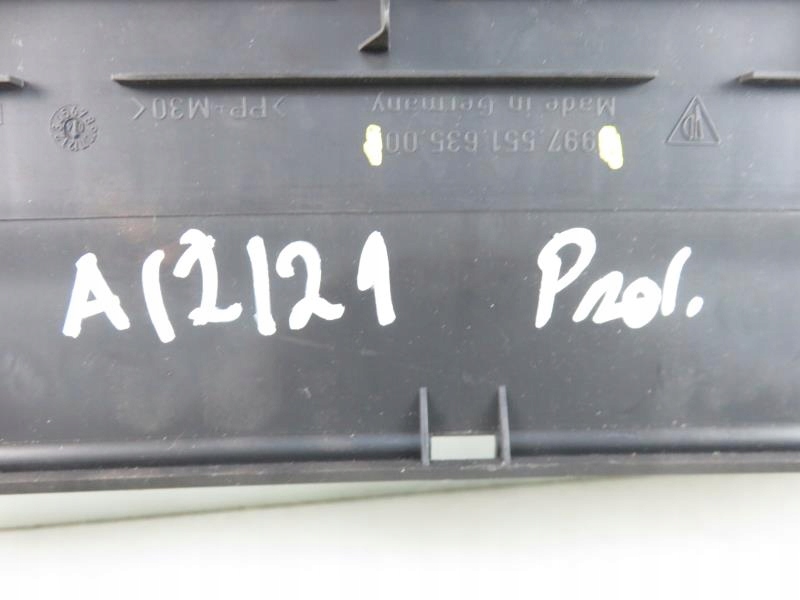 997.551.635.00
Made in Germany
>PP-M30<
A/2/21 Prol.